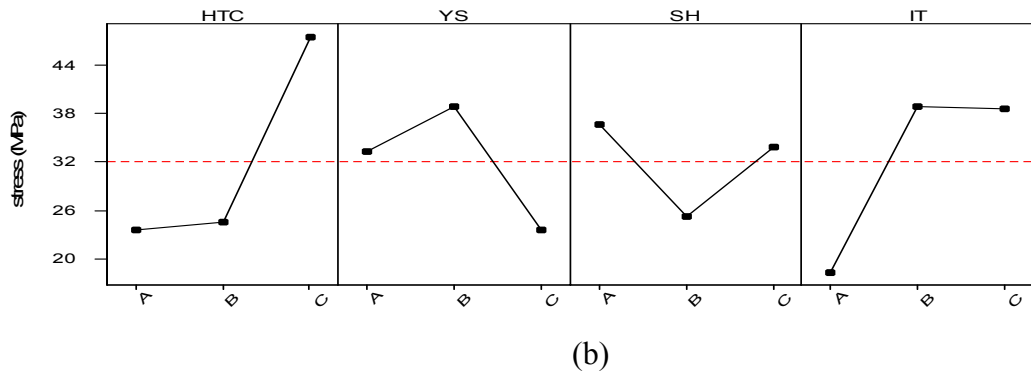 HTC YS SH IT
44
38
32
26
20
stress (MPa)
A B C A B C A B C A B C
(b)